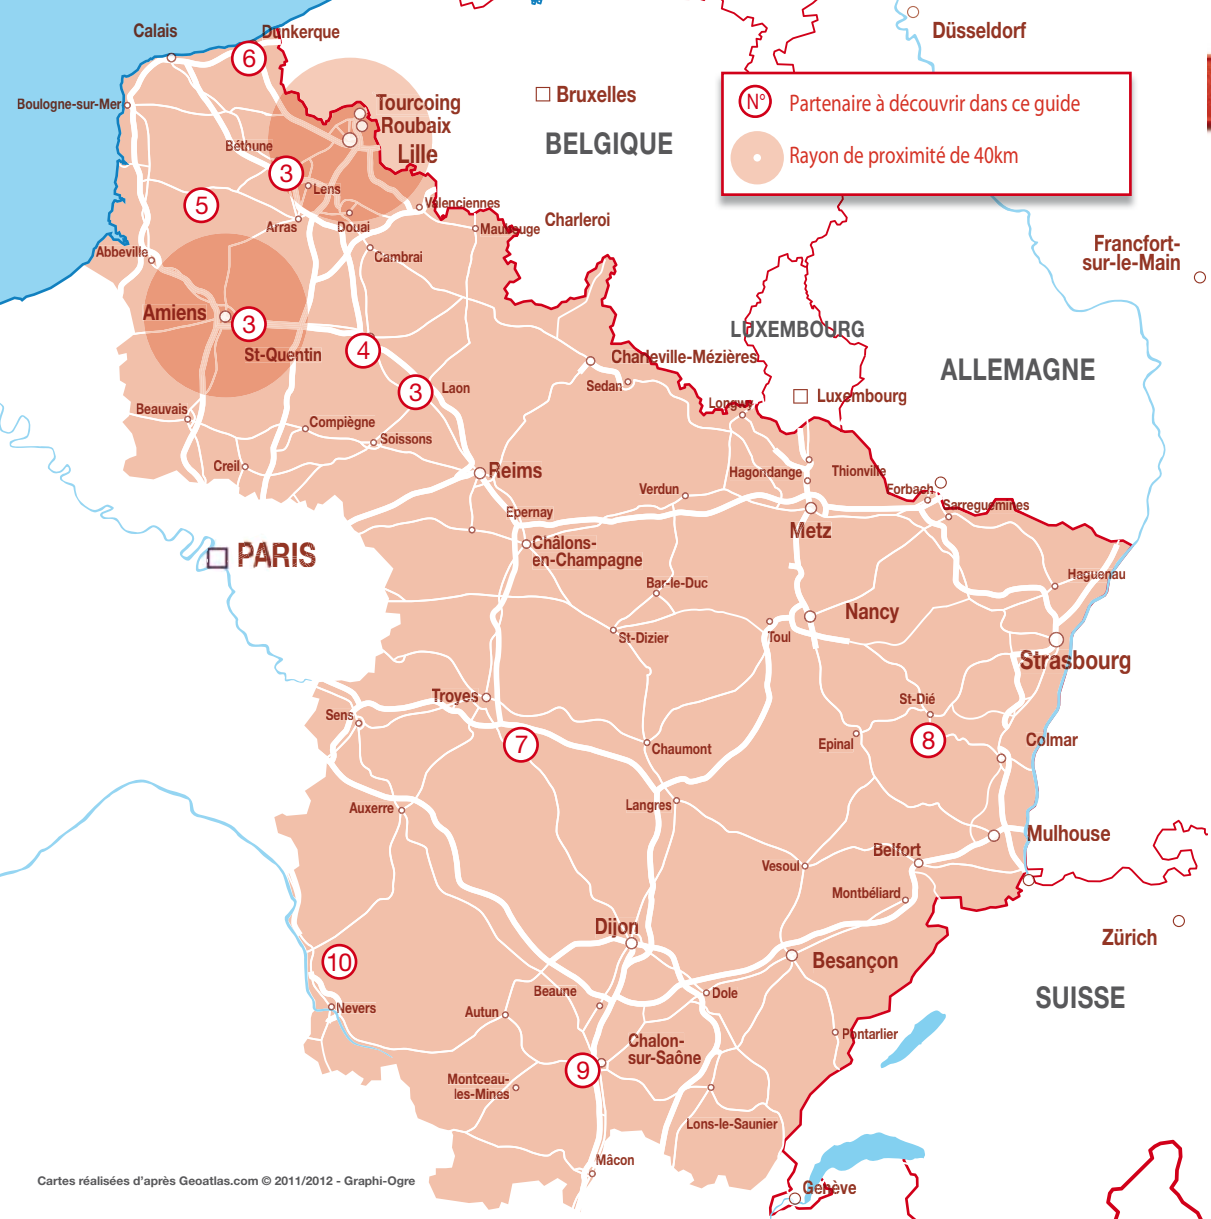 Calais
Dunkerque
6
Düsseldorf
Boulogne-sur-Mer
Tourcoing
Roubaix
Lille
Bruxelles
BELGIQUE
N°
Partenaire à découvrir dans ce guide
Rayon de proximité de 40km
Béthune
3
Lens
5
Valenciennes
Arras
Douai
Maubeuge
Charleroi
Cambrai
Abbeville
Francfort-
sur-le-Main
Amiens
3
St-Quentin
4
LUXEMBOURG
Charleville-Mézières
ALLEMAGNE
Sedan
3
Laon
Longwy
Luxembourg
Beauvais
Compiègne
Soissons
Creil
Reims
Hagondange
Thionville
Verdun
Forbach
Sarreguemines
Epernay
Metz
PARIS
Châlons-
en-Champagne
Bar-le-Duc
Haguenau
Nancy
St-Dizier
Toul
Strasbourg
Troyes
St-Dié
Sens
7
Chaumont
Epinal
8
Colmar
Auxerre
Langres
Mulhouse
Belfort
Vesoul
Montbéliard
Dijon
Zürich
10
Besançon
Beaune
Dole
SUISSE
Nevers
Autun
Pontarlier
Chalon-
sur-Saône
9
Montceau-
les-Mines
Lons-le-Saunier
Mâcon
Cartes réalisées d'après Geoatlas.com © 2011/2012 - Graphi-Ogre
Genève